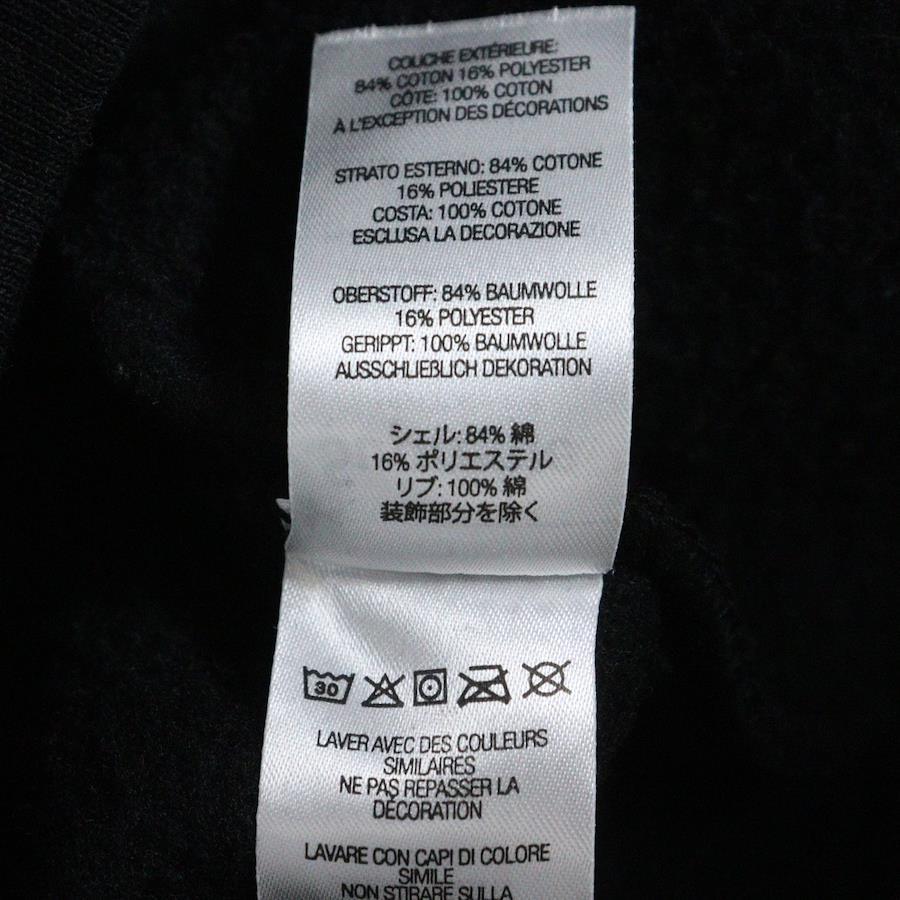 COUCHE EXTÉRIEURE:
84% COTON 16% POLYESTER
CÔTE: 100% COTON
À L'EXCEPTION DES DÉCORATIONS
STRATO ESTERNO: 84% COTONE
16% POLIESTERE
COSTA: 100% COTONE
ESCLUSA LA DECORAZIONE
OBERSTOFF: 84% BAUMWOLLE
16% POLYESTER
GERIPPT: 100% BAUMWOLLE
AUSSCHLIEßLICH DEKORATION
シェル: 84% 綿
16% ポリエステル
リブ: 100% 綿
装飾部分を除く
30
LAVER AVEC DES COULEURS
SIMILAIRES
NE PAS REPASSER LA
DÉCORATION
LAVARE CON CAPI DI COLORE
SIMILE
NON STIRARE SULLA